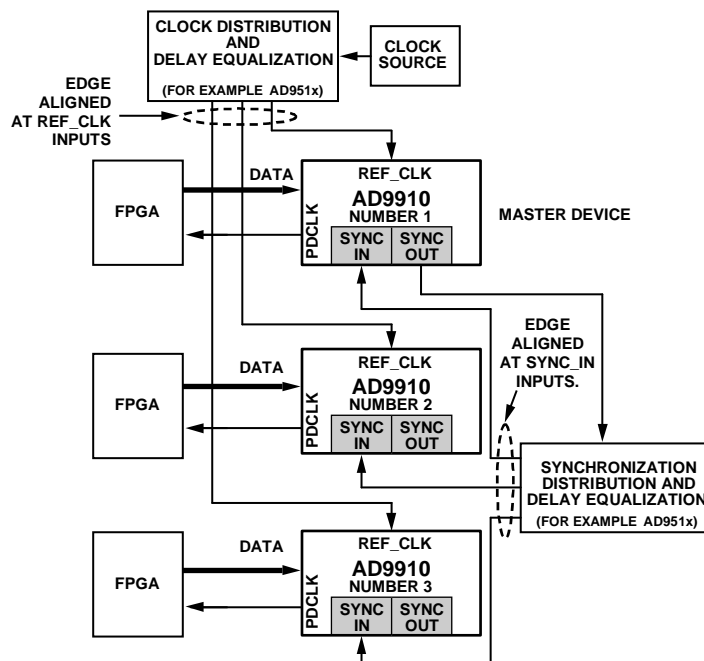 CLOCK DISTRIBUTION
AND
DELAY EQUALIZATION
(FOR EXAMPLE AD951x)
CLOCK
SOURCE
EDGE
ALIGNED
AT REF_CLK
INPUTS
FPGA
DATA
PDCLK
REF_CLK
AD9910
NUMBER 1
SYNC
IN
SYNC
OUT
MASTER DEVICE
EDGE
ALIGNED
AT SYNC_IN
INPUTS.
FPGA
DATA
PDCLK
REF_CLK
AD9910
NUMBER 2
SYNC
IN
SYNC
OUT
SYNCHRONIZATION
DISTRIBUTION AND
DELAY EQUALIZATION
(FOR EXAMPLE AD951x)
FPGA
DATA
PDCLK
REF_CLK
AD9910
NUMBER 3
SYNC
IN
SYNC
OUT